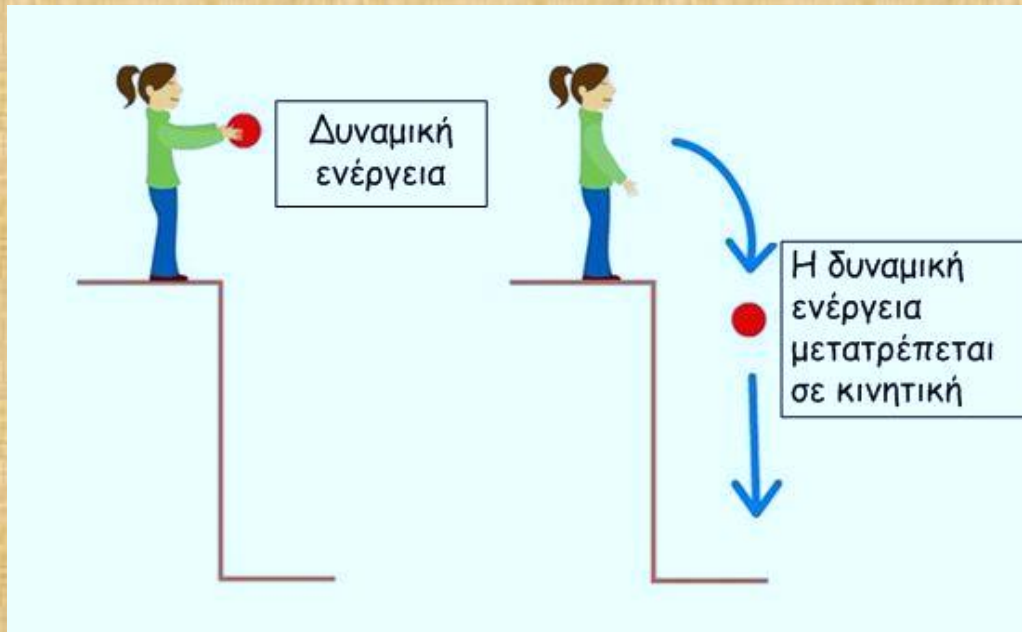 Δυναμική
ενέργεια
Η δυναμική
ενέργεια
μετατρέπεται
σε κινητική